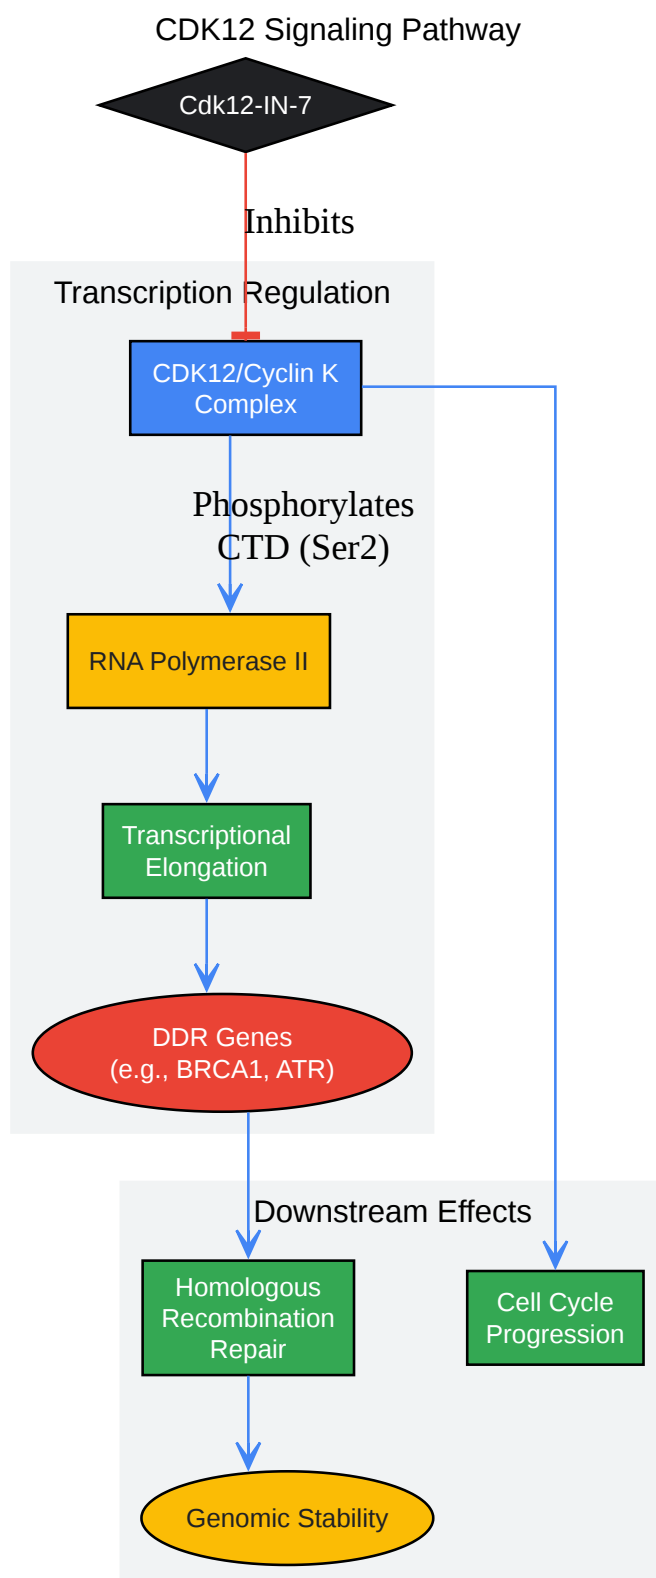 CDK12 Signaling Pathway
Cdk12-IN-7
Inhibits
Transcription Regulation
CDK12/Cyclin K
Complex
Phosphorylates
CTD (Ser2)
RNA Polymerase II
Transcriptional
Elongation
DDR Genes
(e.g., BRCA1, ATR)
Downstream Effects
Homologous
Recombination
Repair
Cell Cycle
Progression
Genomic Stability